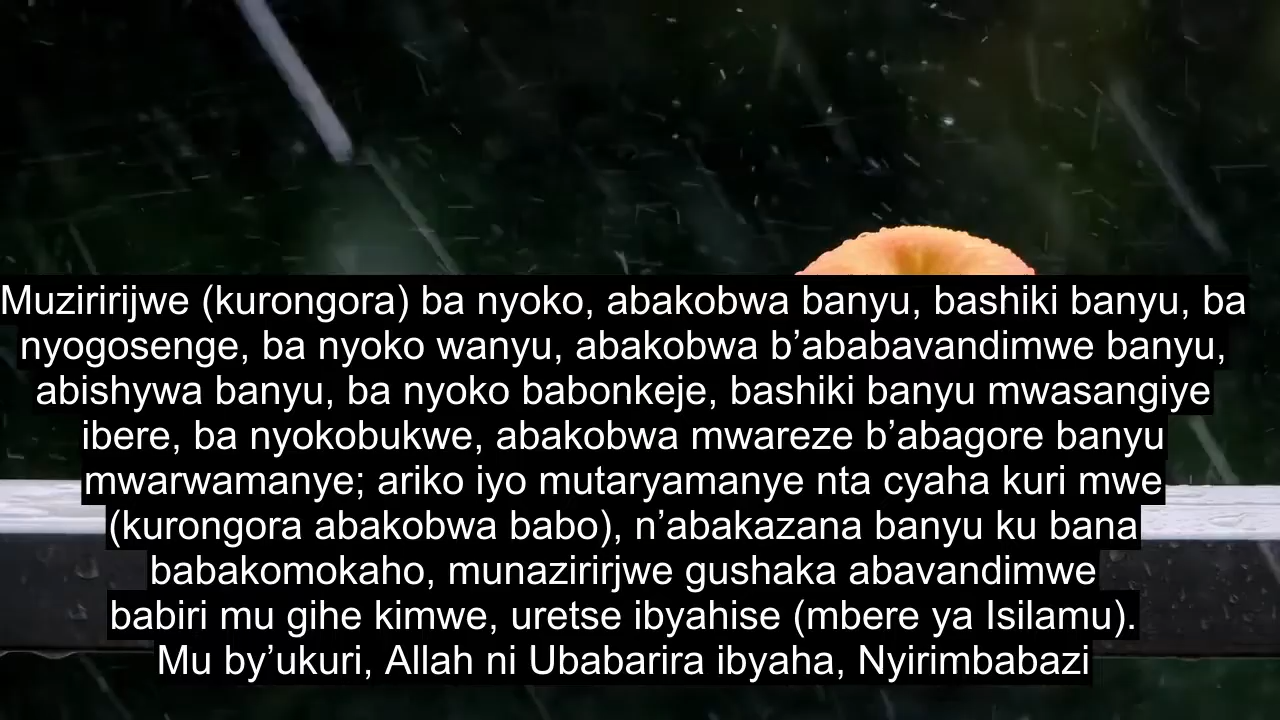 Muziririjwe (kurongora) ba nyoko, abakobwa banyu, bashiki banyu, ba
nyogosenge, ba nyoko wanyu, abakobwa b’ababavandimwe banyu,
abishywa banyu, ba nyoko babonkeje, bashiki banyu mwasangiye
ibere, ba nyokobukwe, abakobwa mwareze b’abagore banyu
mwarwamanye; ariko iyo mutaryamanye nta cyaha kuri mwe
(kurongora abakobwa babo), n’abakazana banyu ku bana
babakomokaho, munazirirjwe gushaka abavandimwe
babiri mu gihe kimwe, uretse ibyahise (mbere ya Isilamu).
Mu by’ukuri, Allah ni Ubabarira ibyaha, Nyirimbabazi